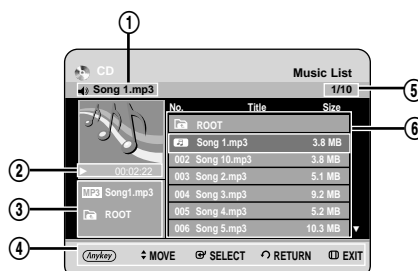 1
CD Music List
Song 1.mp3 1/10
5
No. Title Size
ROOT
6
Song 1.mp3 3.8 MB
002 Song 10.mp3 3.8 MB
2
00:02:22
003 Song 2.mp3 5.1 MB
MP3 Song1.mp3
004 Song 3.mp3 9.2 MB
3
ROOT
005 Song 4.mp3 5.2 MB
006 Song 5.mp3 10.3 MB
4
Anykey MOVE SELECT RETURN EXIT